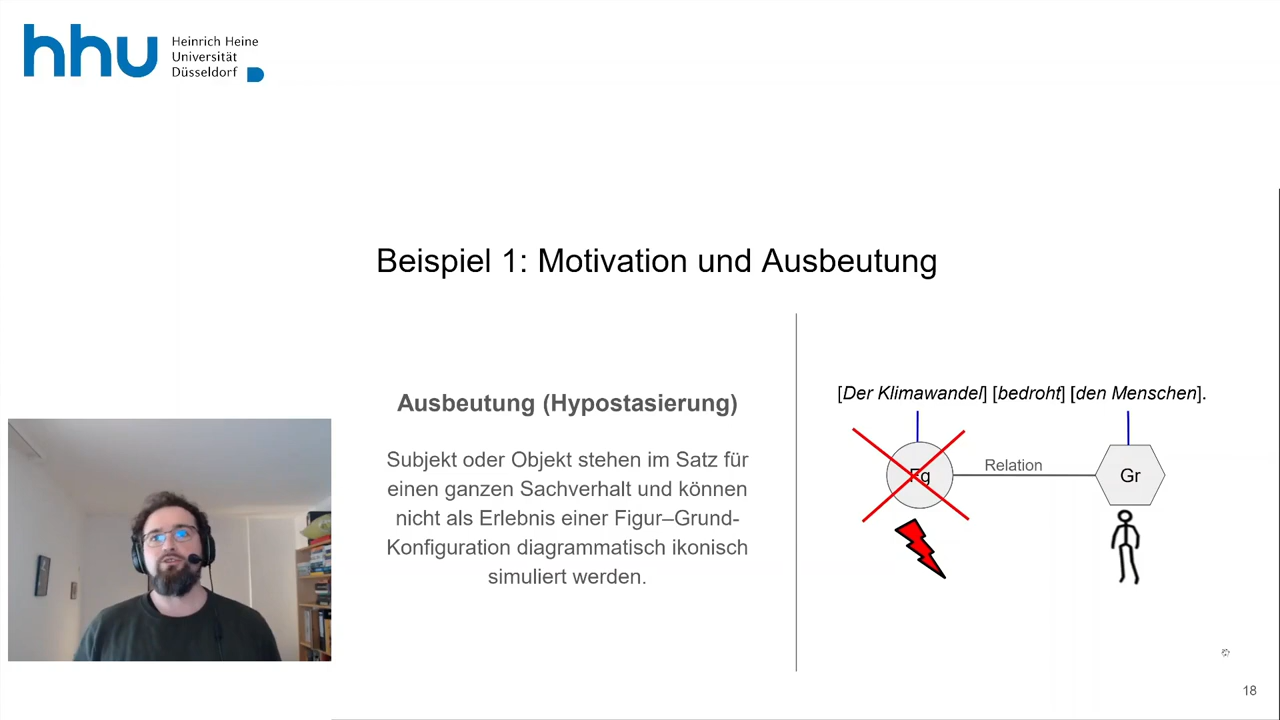 hhu Heinrich Heine
Universität
Düsseldorf
Beispiel 1: Motivation und Ausbeutung
Ausbeutung (Hypostasierung)
Subjekt oder Objekt stehen im Satz für
einen ganzen Sachverhalt und können
nicht als Erlebnis einer Figur–Grund-
Konfiguration diagrammatisch ikonisch
simuliert werden.
[Der Klimawandel] [bedroht] [den Menschen].
Fg
Relation
Gr
18